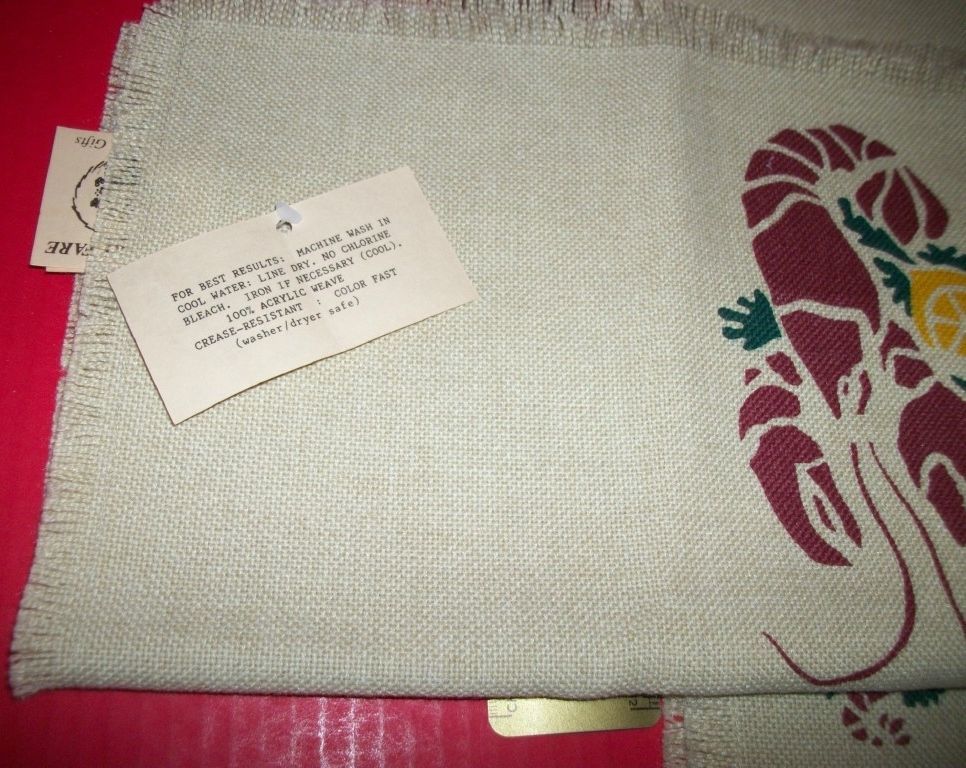 Gifts
FARE
FOR BEST RESULTS: MACHINE WASH IN
COOL WATER: LINE DRY. NO CHLORINE
BLEACH. IRON IF NECESSARY (COOL).
100% ACRYLIC WEAVE
CREASE-RESISTANT : COLOR FAST
(washer/dryer safe)